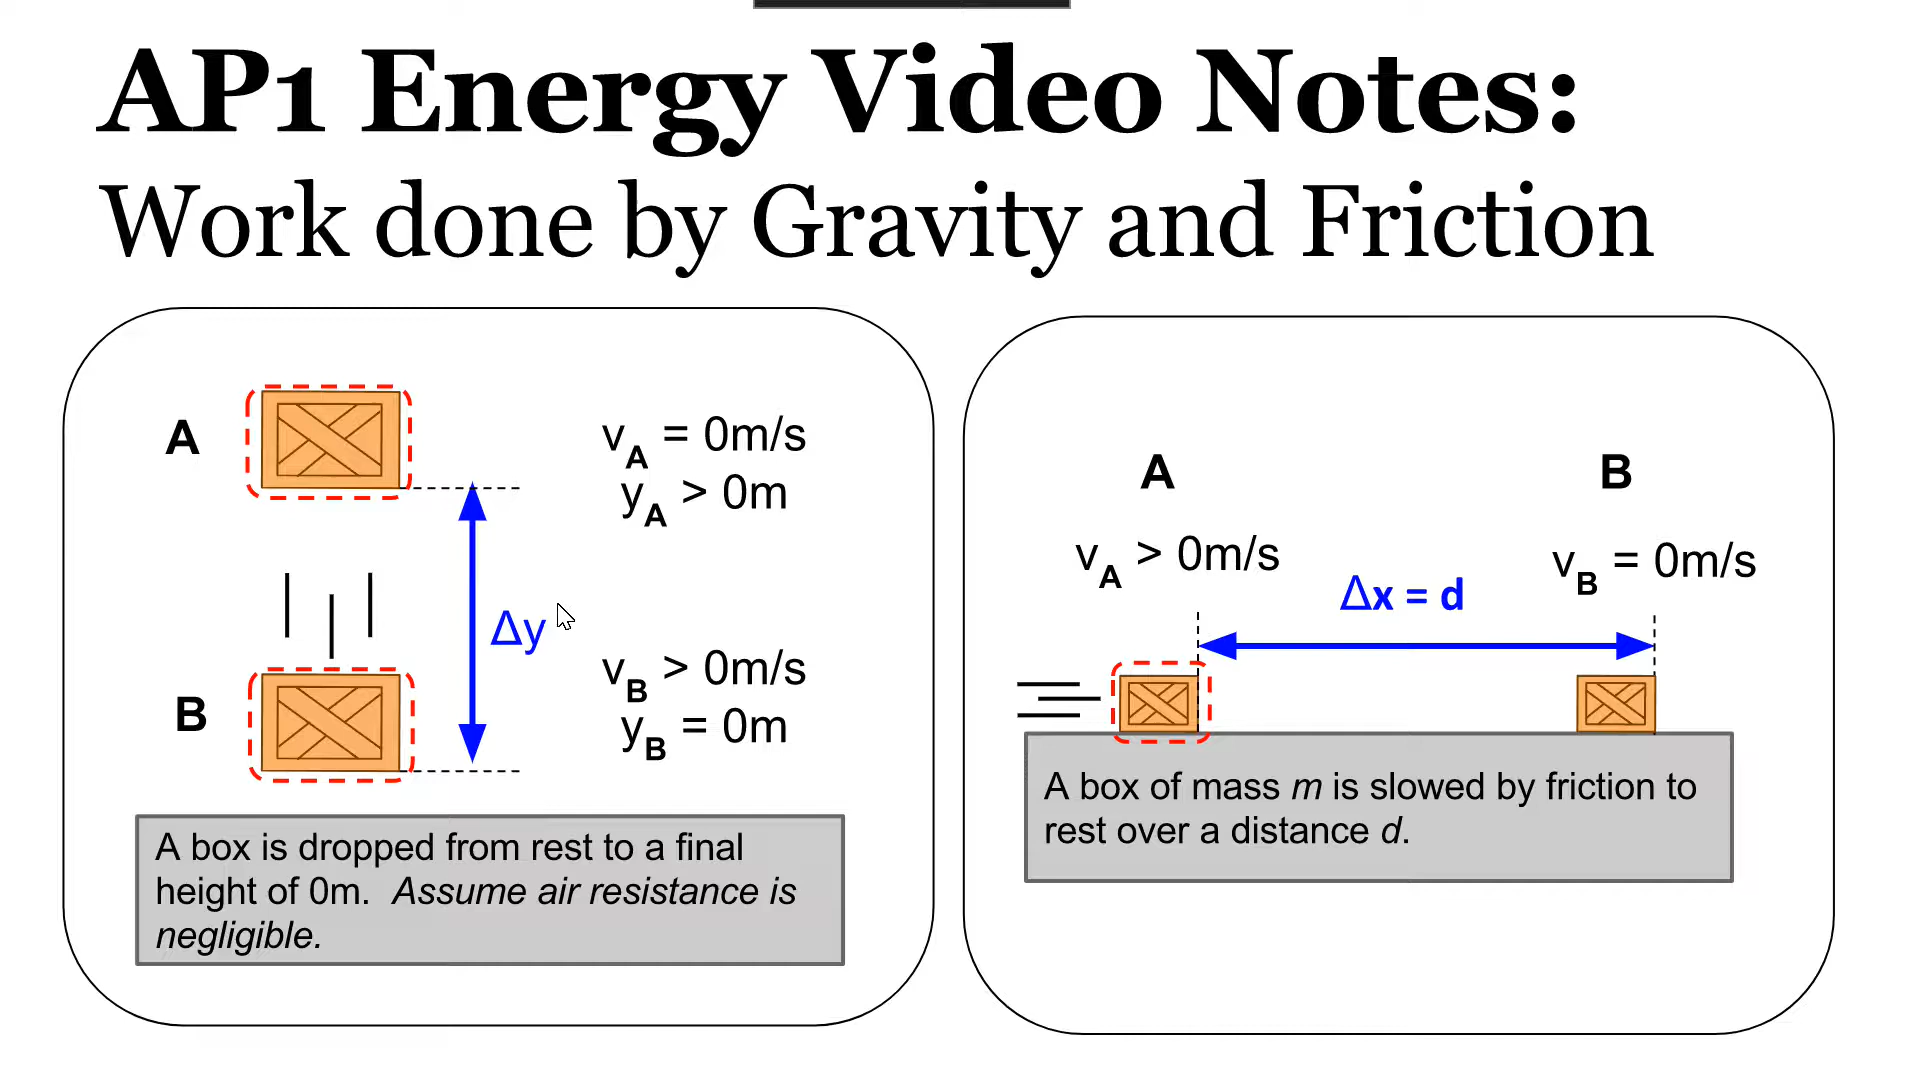 AP1 Energy Video Notes:
Work done by Gravity and Friction
A
vA = 0m/s
yA > 0m
Δy
B
vB > 0m/s
yB = 0m
A box is dropped from rest to a final
height of 0m. Assume air resistance is
negligible.
A
B
vA > 0m/s
vB = 0m/s
Δx = d
A box of mass m is slowed by friction to
rest over a distance d.